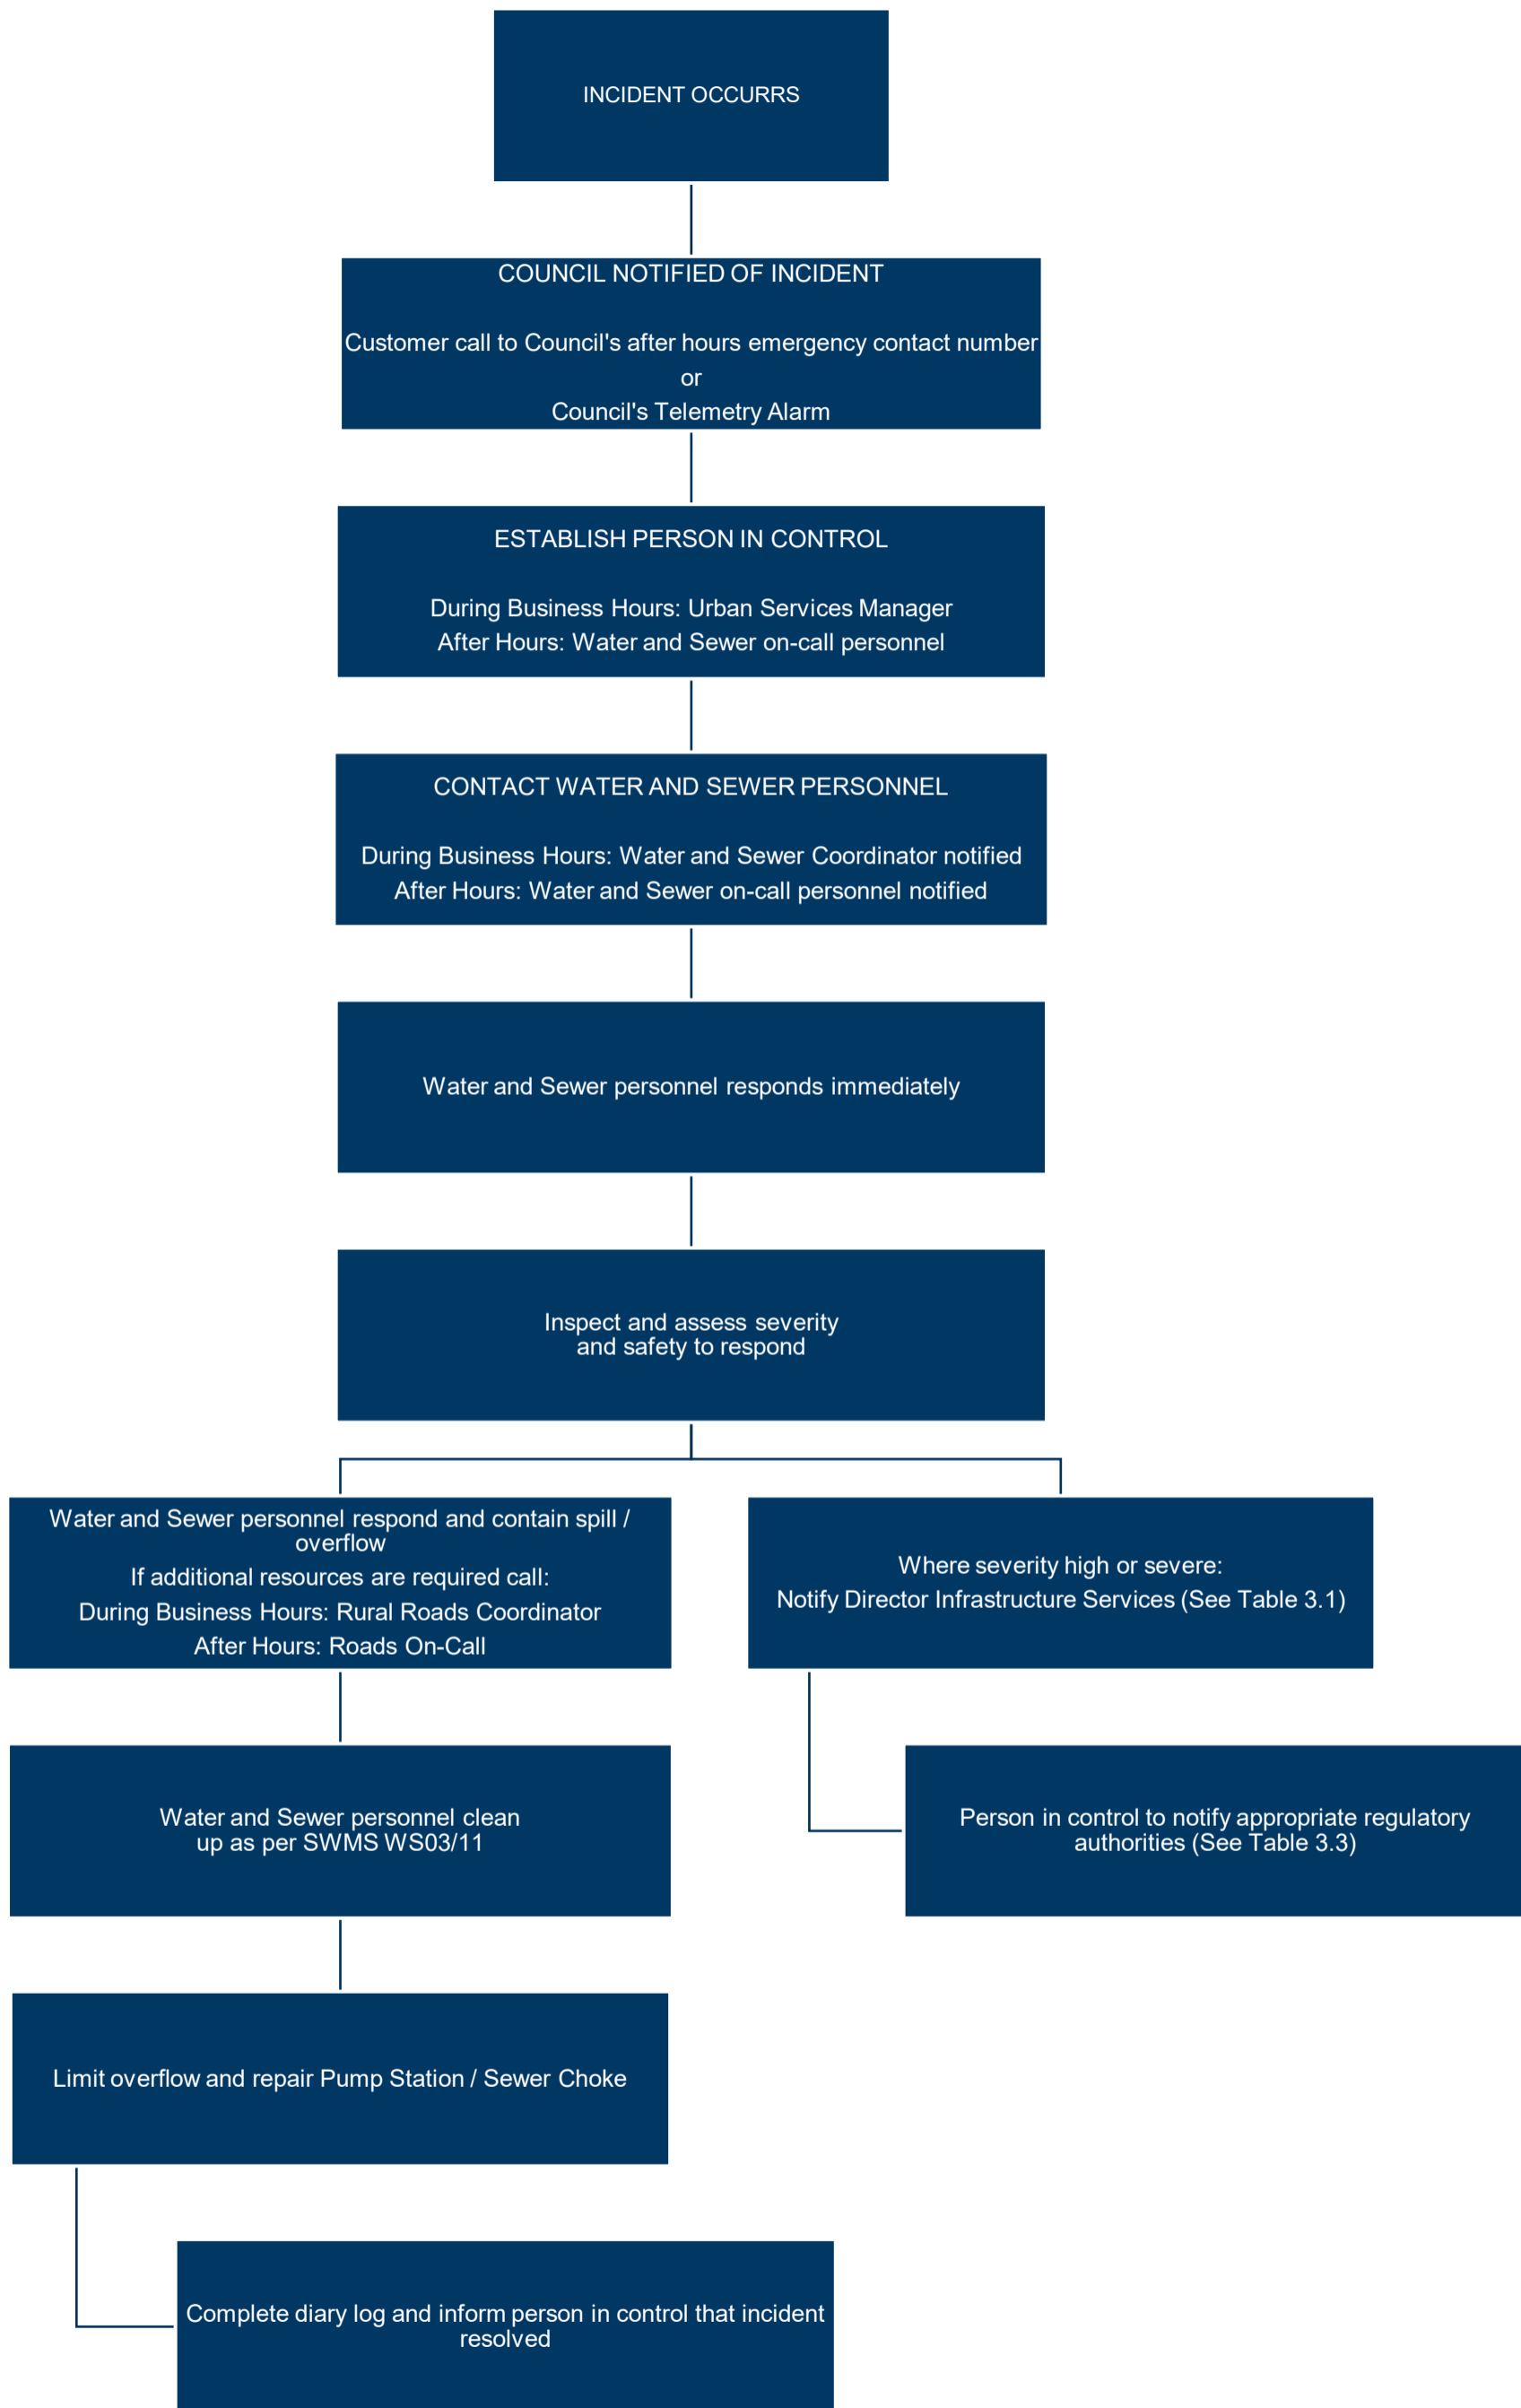 INCIDENT OCCURRS
COUNCIL NOTIFIED OF INCIDENT
Customer call to Council's after hours emergency contact number
or
Council's Telemetry Alarm
ESTABLISH PERSON IN CONTROL
During Business Hours: Urban Services Manager
After Hours: Water and Sewer on-call personnel
CONTACT WATER AND SEWER PERSONNEL
During Business Hours: Water and Sewer Coordinator notified
After Hours: Water and Sewer on-call personnel notified
Water and Sewer personnel responds immediately
Inspect and assess severity
and safety to respond
Water and Sewer personnel respond and contain spill /
overflow
If additional resources are required call:
During Business Hours: Rural Roads Coordinator
After Hours: Roads On-Call
Where severity high or severe:
Notify Director Infrastructure Services (See Table 3.1)
Water and Sewer personnel clean
up as per SWMS WS03/11
Person in control to notify appropriate regulatory
authorities (See Table 3.3)
Limit overflow and repair Pump Station / Sewer Choke
Complete diary log and inform person in control that incident
resolved